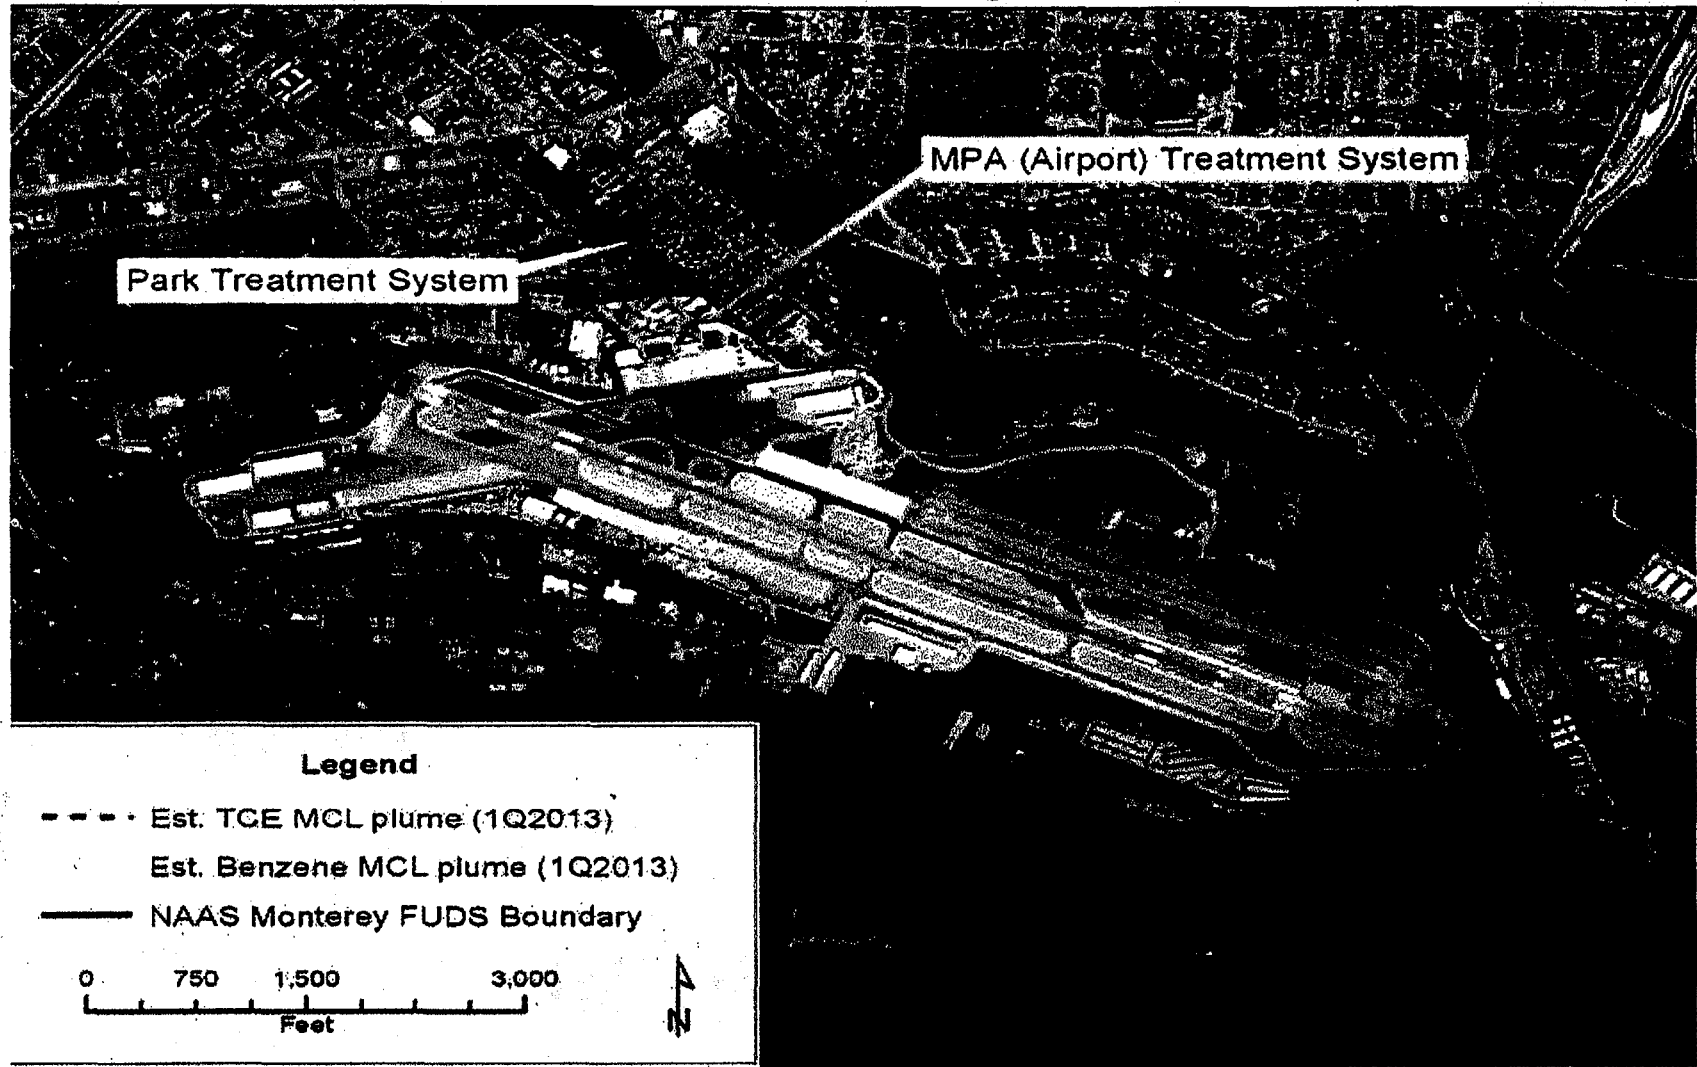 MPA (Airport) Treatment System
Park Treatment System
Legend
Est. TCE MCL plume (1Q2013)
Est. Benzene MCL plume (1Q2013)
NAAS Monterey FUDS Boundary
0 750 1,500 3,000
Feet
N